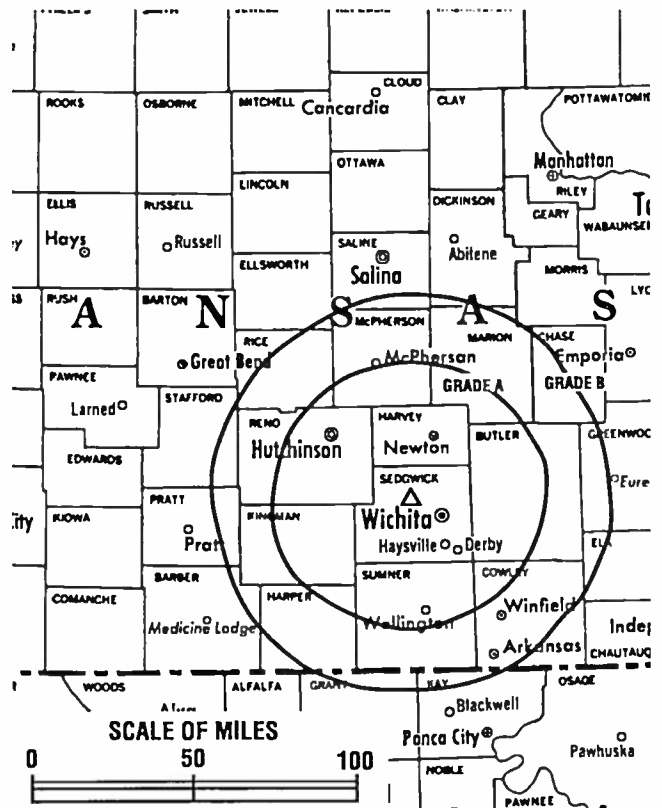 CLOUD
ROOKS
OSBORNE
MITCHELL
Cancardia
CLAY
POTTAWATOMIE
OTTAWA
Manhattan
LINCOLN
RILEY
ELLIS
RUSSELL
DICKINSON
GEARY
WABAUNSEE
Hays
Russell
SALINE
Abilene
ELLSWORTH
Salina
MORRIS
RUSH
BARTON
A N S A S
McPHERSON
MARION
CHASE
RICE
Great Bend
McPhersan
Emporia
PAWNEE
GRADE A
GRADE B
STAFFORD
Larned
RENO
HARVEY
BUTLER
Hutchinson
Newton
EDWARDS
SEDGWICK
PRATT
KIOWA
KINGMAN
Wichita
Pratt
Haysville
Derby
BARBER
SUMNER
COWLEY
COMANCHE
HARPER
Wellington
Winfield
Medicine Lodge
Arkansas
CHAUTAUQ
WOODS
ALFALFA
GRANT
KAY
OSAGE
Blackwell
SCALE OF MILES
Ponca City
Pawhuska
0 50 100
NOBLE
PAWNEE